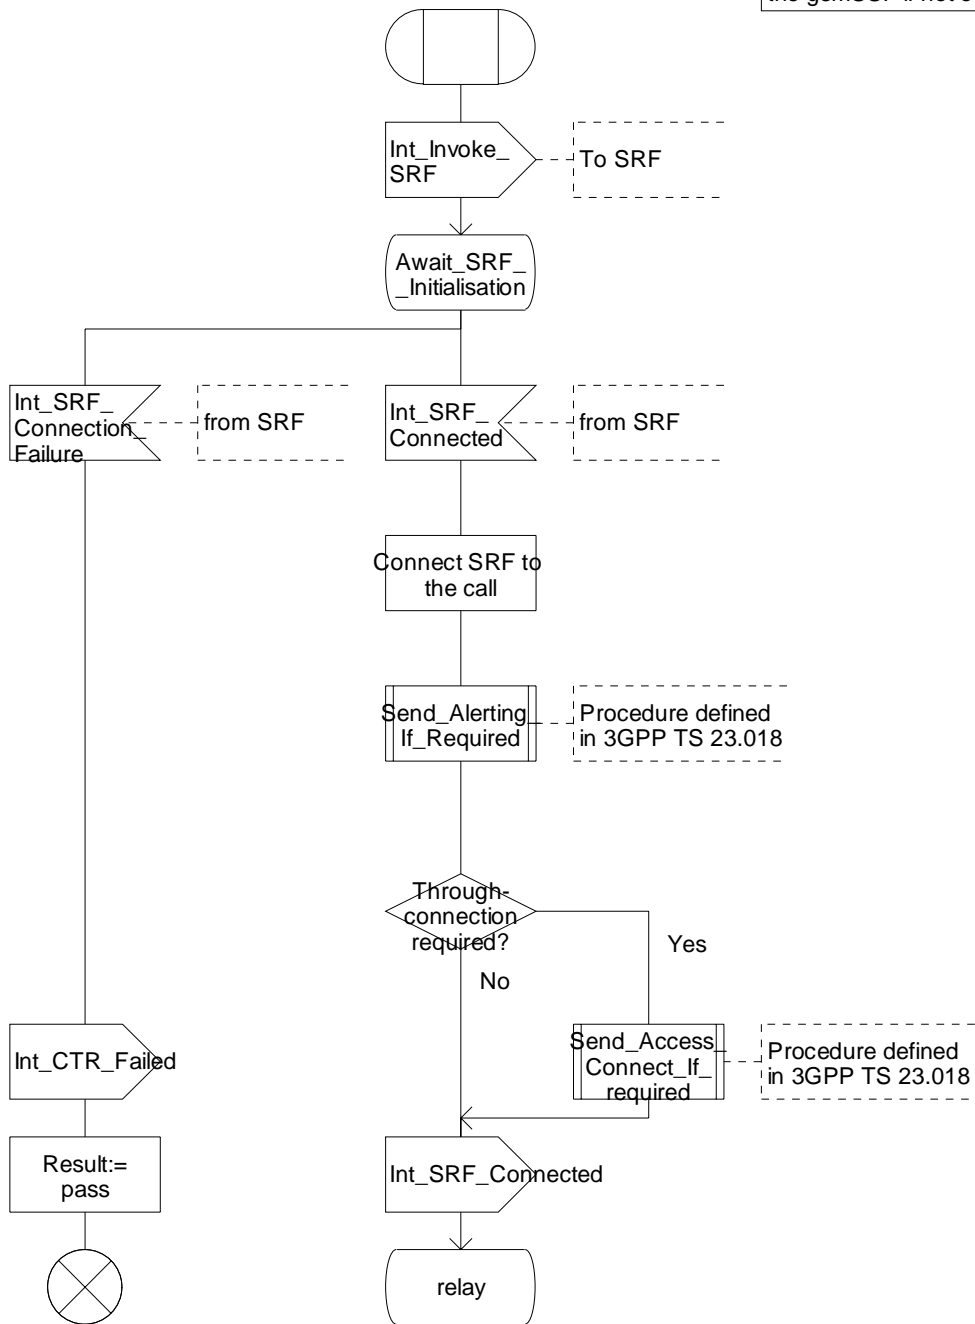 Int_Invoke_
SRF
To SRF
Await_SRF_
_Initialisation
Int_SRF_
Connection_
Failure
from SRF
Int_SRF_
Connected
from SRF
Connect SRF to
the call
Send_Alerting_
If_Required
Procedure defined
in 3GPP TS 23.018
Through-
connection
required?
Yes
No
Int_CTR_Failed
Send_Access_
Connect_If_
required
Procedure defined
in 3GPP TS 23.018
Result:=
pass
Int_SRF_Connected
relay